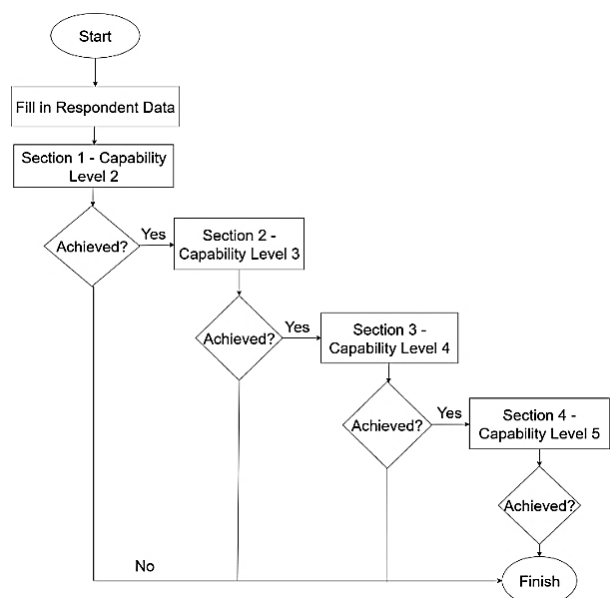 Start
Fill in Respondent Data
Section 1 - Capability
Level 2
Achieved?
Yes
Section 2 -
Capability Level 3
Achieved?
Yes
Section 3 -
Capability Level 4
Achieved?
Yes
Section 4 -
Capability Level 5
Achieved?
No
Finish